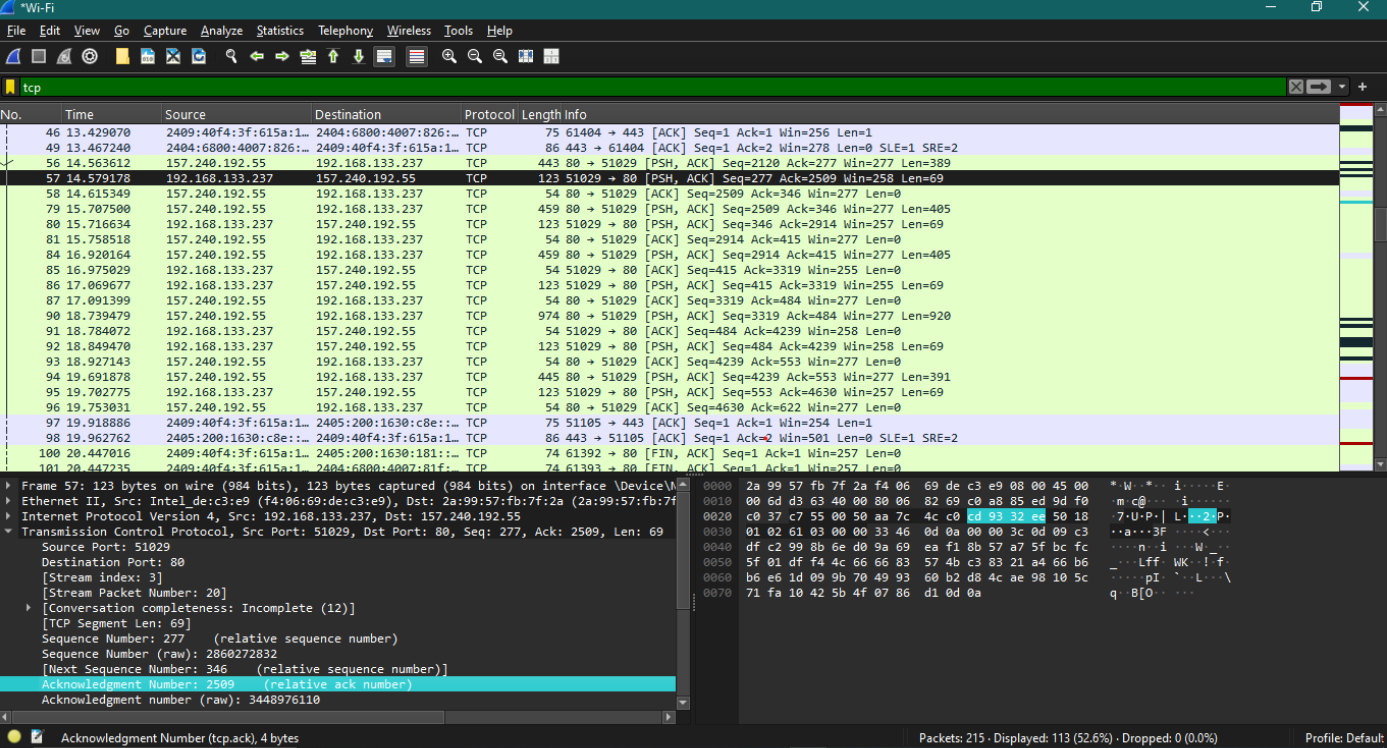 *Wi-Fi
File Edit View Go Capture Analyze Statistics Telephony Wireless Tools Help
tcp
No. Time Source Destination Protocol Length Info
46 13.429070 2409:40f4:3f:615a:1… 2404:6800:4007:826:… TCP 75 61404 → 443 [ACK] Seq=1 Ack=1 Win=256 Len=1
49 13.467240 2404:6800:4007:826:… 2409:40f4:3f:615a:1… TCP 86 443 → 61404 [ACK] Seq=1 Ack=2 Win=278 Len=0 SLE=1 SRE=2
56 14.563612 157.240.192.55 192.168.133.237 TCP 443 80 → 51029 [PSH, ACK] Seq=2120 Ack=277 Win=277 Len=389
57 14.579178 192.168.133.237 157.240.192.55 TCP 123 51029 → 80 [PSH, ACK] Seq=277 Ack=2509 Win=258 Len=69
58 14.615349 157.240.192.55 192.168.133.237 TCP 54 80 → 51029 [ACK] Seq=2509 Ack=346 Win=277 Len=0
79 15.707500 157.240.192.55 192.168.133.237 TCP 459 80 → 51029 [PSH, ACK] Seq=2509 Ack=346 Win=277 Len=405
80 15.716634 192.168.133.237 157.240.192.55 TCP 123 51029 → 80 [PSH, ACK] Seq=346 Ack=2914 Win=257 Len=69
81 15.758518 157.240.192.55 192.168.133.237 TCP 54 80 → 51029 [ACK] Seq=2914 Ack=415 Win=277 Len=0
84 16.920164 157.240.192.55 192.168.133.237 TCP 459 80 → 51029 [PSH, ACK] Seq=2914 Ack=415 Win=277 Len=405
85 16.975029 192.168.133.237 157.240.192.55 TCP 54 51029 → 80 [ACK] Seq=415 Ack=3319 Win=255 Len=0
86 17.069677 192.168.133.237 157.240.192.55 TCP 123 51029 → 80 [PSH, ACK] Seq=415 Ack=3319 Win=255 Len=69
87 17.091399 157.240.192.55 192.168.133.237 TCP 54 80 → 51029 [ACK] Seq=3319 Ack=484 Win=277 Len=0
90 18.739479 157.240.192.55 192.168.133.237 TCP 974 80 → 51029 [PSH, ACK] Seq=3319 Ack=484 Win=277 Len=920
91 18.784072 192.168.133.237 157.240.192.55 TCP 54 51029 → 80 [ACK] Seq=484 Ack=4239 Win=258 Len=0
92 18.849470 192.168.133.237 157.240.192.55 TCP 123 51029 → 80 [PSH, ACK] Seq=484 Ack=4239 Win=258 Len=69
93 18.927143 157.240.192.55 192.168.133.237 TCP 54 80 → 51029 [ACK] Seq=4239 Ack=553 Win=277 Len=0
94 19.691878 157.240.192.55 192.168.133.237 TCP 445 80 → 51029 [PSH, ACK] Seq=4239 Ack=553 Win=277 Len=391
95 19.702775 192.168.133.237 157.240.192.55 TCP 123 51029 → 80 [PSH, ACK] Seq=553 Ack=4630 Win=257 Len=69
96 19.753031 157.240.192.55 192.168.133.237 TCP 54 80 → 51029 [ACK] Seq=4630 Ack=622 Win=277 Len=0
97 19.918886 2409:40f4:3f:615a:1… 2405:200:1630:c8e::… TCP 75 51105 → 443 [ACK] Seq=1 Ack=1 Win=254 Len=1
98 19.962762 2405:200:1630:c8e::… 2409:40f4:3f:615a:1… TCP 86 443 → 51105 [ACK] Seq=1 Ack=2 Win=501 Len=0 SLE=1 SRE=2
100 20.447016 2409:40f4:3f:615a:1… 2405:200:1630:181::… TCP 74 61392 → 80 [FIN, ACK] Seq=1 Ack=1 Win=257 Len=0
101 20.447235 2409:40f4:3f:615a:1… 2404:6800:4007:81f:… TCP 74 61393 → 80 [FIN, ACK] Seq=1 Ack=1 Win=257 Len=0
Frame 57: 123 bytes on wire (984 bits), 123 bytes captured (984 bits) on interface \Device\N
Ethernet II, Src: Intel_de:c3:e9 (f4:06:69:de:c3:e9), Dst: 2a:99:57:fb:7f:2a (2a:99:57:fb:7f
Internet Protocol Version 4, Src: 192.168.133.237, Dst: 157.240.192.55
Transmission Control Protocol, Src Port: 51029, Dst Port: 80, Seq: 277, Ack: 2509, Len: 69
Source Port: 51029
Destination Port: 80
[Stream index: 3]
[Stream Packet Number: 20]
[Conversation completeness: Incomplete (12)]
[TCP Segment Len: 69]
Sequence Number: 277 (relative sequence number)
Sequence Number (raw): 2860272832
[Next Sequence Number: 346 (relative sequence number)]
Acknowledgment Number: 2509 (relative ack number)
Acknowledgment number (raw): 3448976110
0000 2a 99 57 fb 7f 2a f4 06 69 de c3 e9 08 00 45 00 *·W··*·· i·····E·
0010 00 6d d3 63 40 00 80 06 82 69 c0 a8 85 ed 9d f0 ·m·c@··· ·i······
0020 c0 37 c7 55 00 50 aa 7c 4c c0 cd 93 32 ee 50 18 ·7·U·P·| L···2·P·
0030 01 02 61 03 00 00 33 46 0d 0a 00 00 3c 0d 09 c3 ··a···3F ····<···
0040 df c2 99 8b 6e d0 9a 69 ea f1 8b 57 a7 5f bc fc ····n··i ···W·_··
0050 5f 01 df f4 4c 66 66 83 57 4b c3 83 21 a4 66 b6 _···Lff· WK··!·f·
0060 b6 e6 1d 09 9b 70 49 93 60 b2 d8 4c ae 98 10 5c ·····pI· `··L···\
0070 71 fa 10 42 5b 4f 07 86 d1 0d 0a q··B[O·· ···
Acknowledgment Number (tcp.ack), 4 bytes
Packets: 215 · Displayed: 113 (52.6%) · Dropped: 0 (0.0%)
Profile: Default